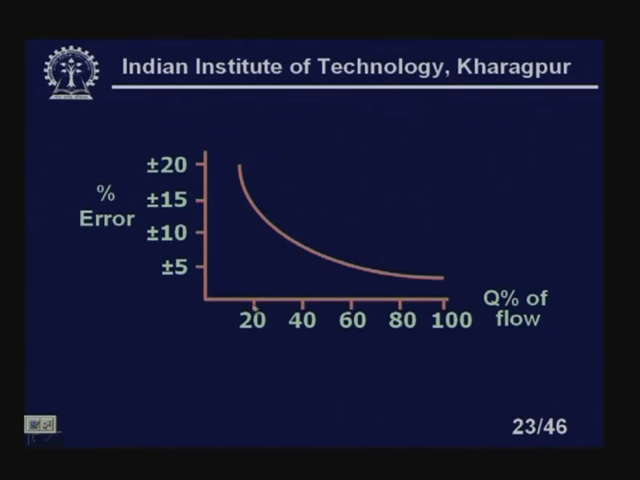 Indian Institute of Technology, Kharagpur
±20
%
Error
±15
±10
±5
20
40
60
80
100
Q% of
flow
23/46